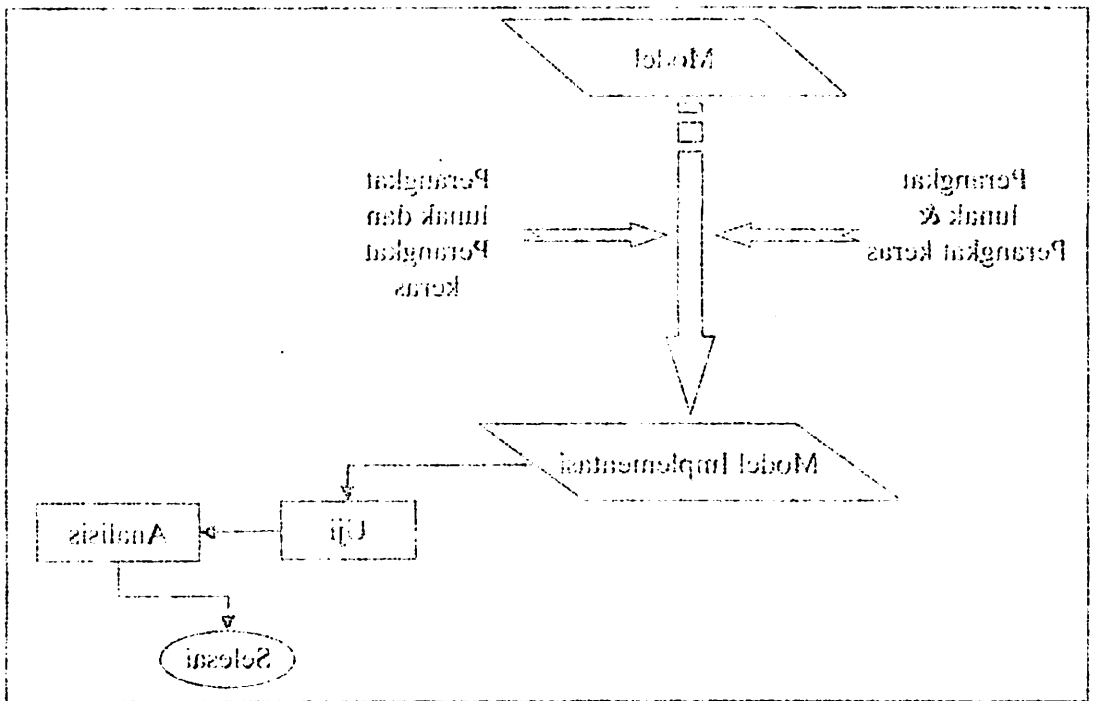 Model
Perangkat
lunak &
Perangkat keras
Perangkat
lunak dan
Perangkat
keras
Model Implementasi
Uji
Analisis
Selesai